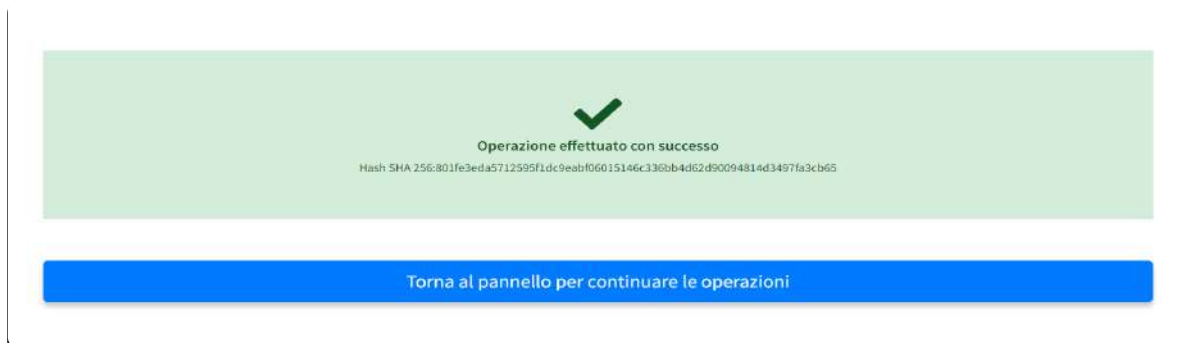 Operazione effettuato con successo
Hash SHA 256:801fe3eda5712595f1dc9eabf06015146c336bb4d62d90094814d3497fa3cb65
Torna al pannello per continuare le operazioni